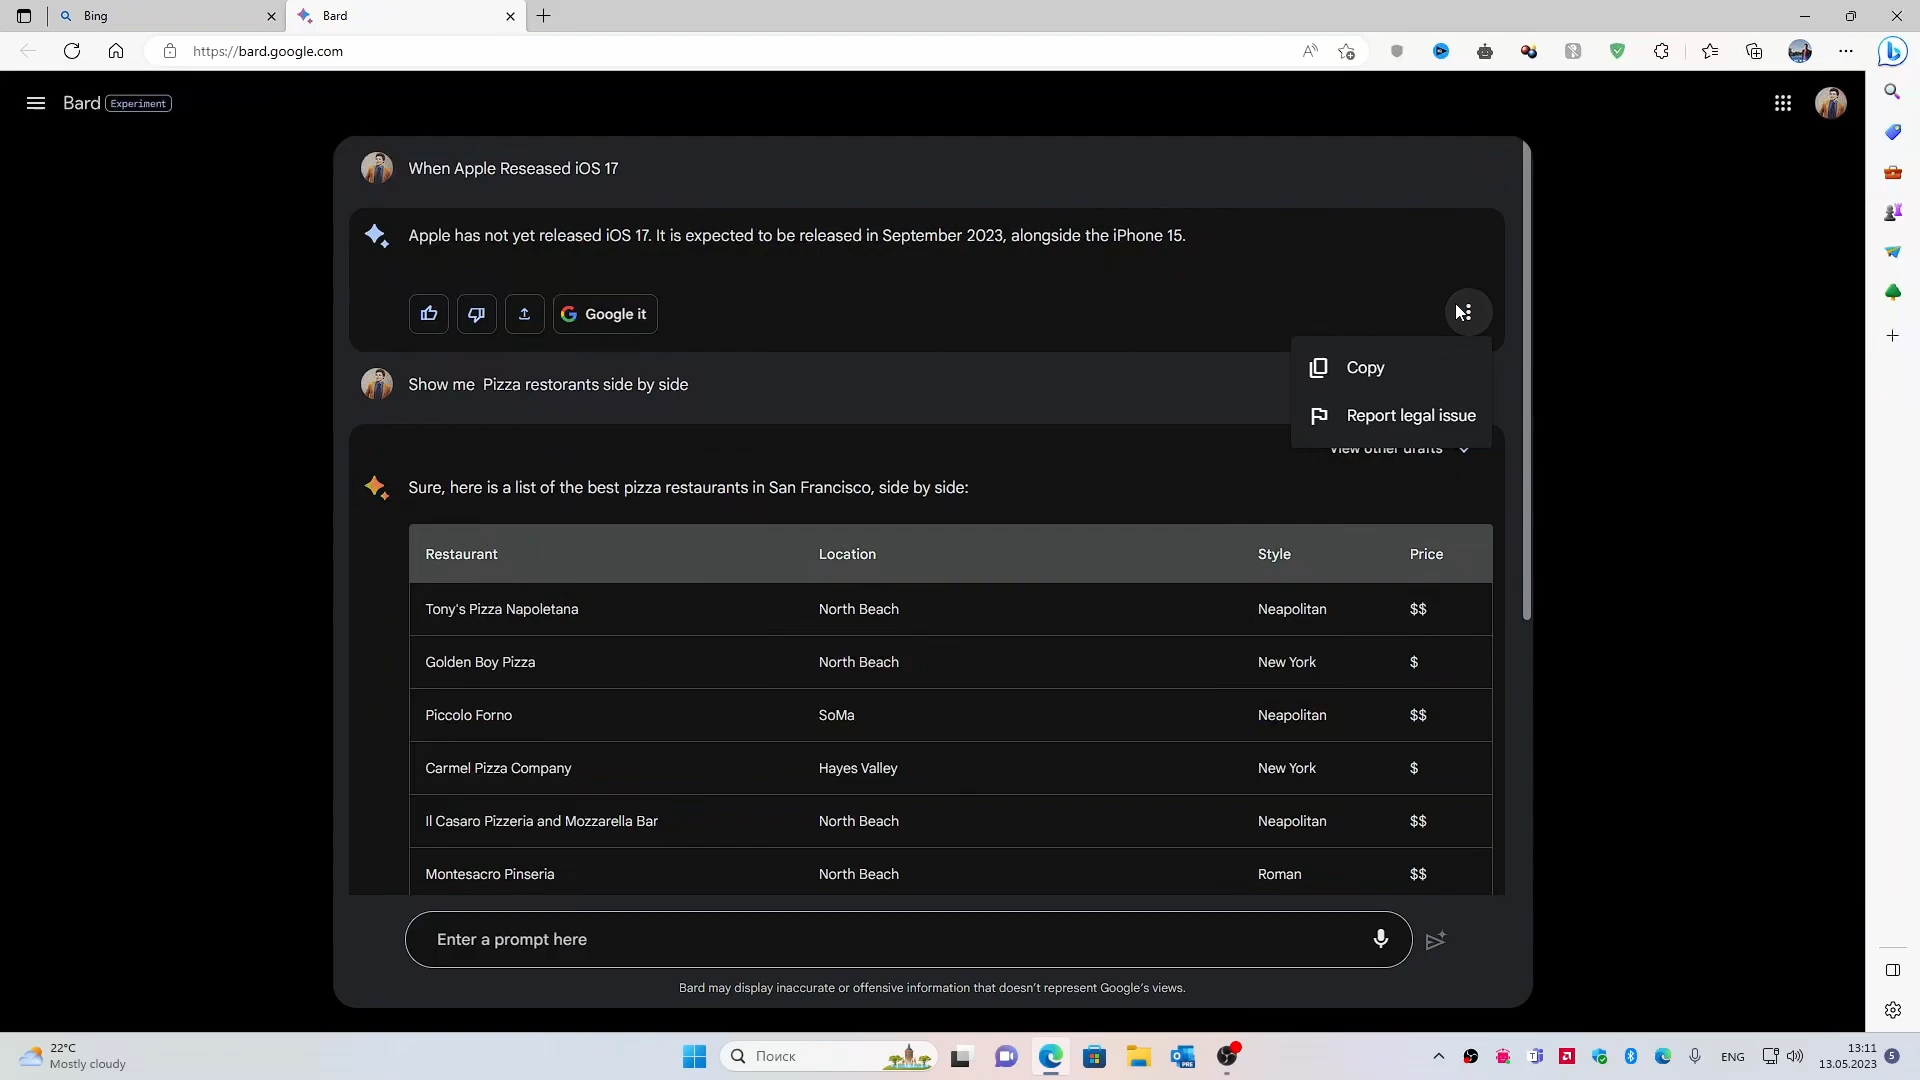 Bing
Bard
https://bard.google.com
Bard Experiment
When Apple Reseased iOS 17
Apple has not yet released iOS 17. It is expected to be released in September 2023, alongside the iPhone 15.
Google it
Copy
Report legal issue
Show me Pizza restorants side by side
View other drafts
Sure, here is a list of the best pizza restaurants in San Francisco, side by side:
Restaurant Location Style Price
Tony's Pizza Napoletana North Beach Neapolitan $$
Golden Boy Pizza North Beach New York $
Piccolo Forno SoMa Neapolitan $$
Carmel Pizza Company Hayes Valley New York $
Il Casaro Pizzeria and Mozzarella Bar North Beach Neapolitan $$
Montesacro Pinseria North Beach Roman $$
Enter a prompt here
Bard may display inaccurate or offensive information that doesn't represent Google's views.
22°C
Mostly cloudy
Поиск
ENG
13:11
13.05.2023
5